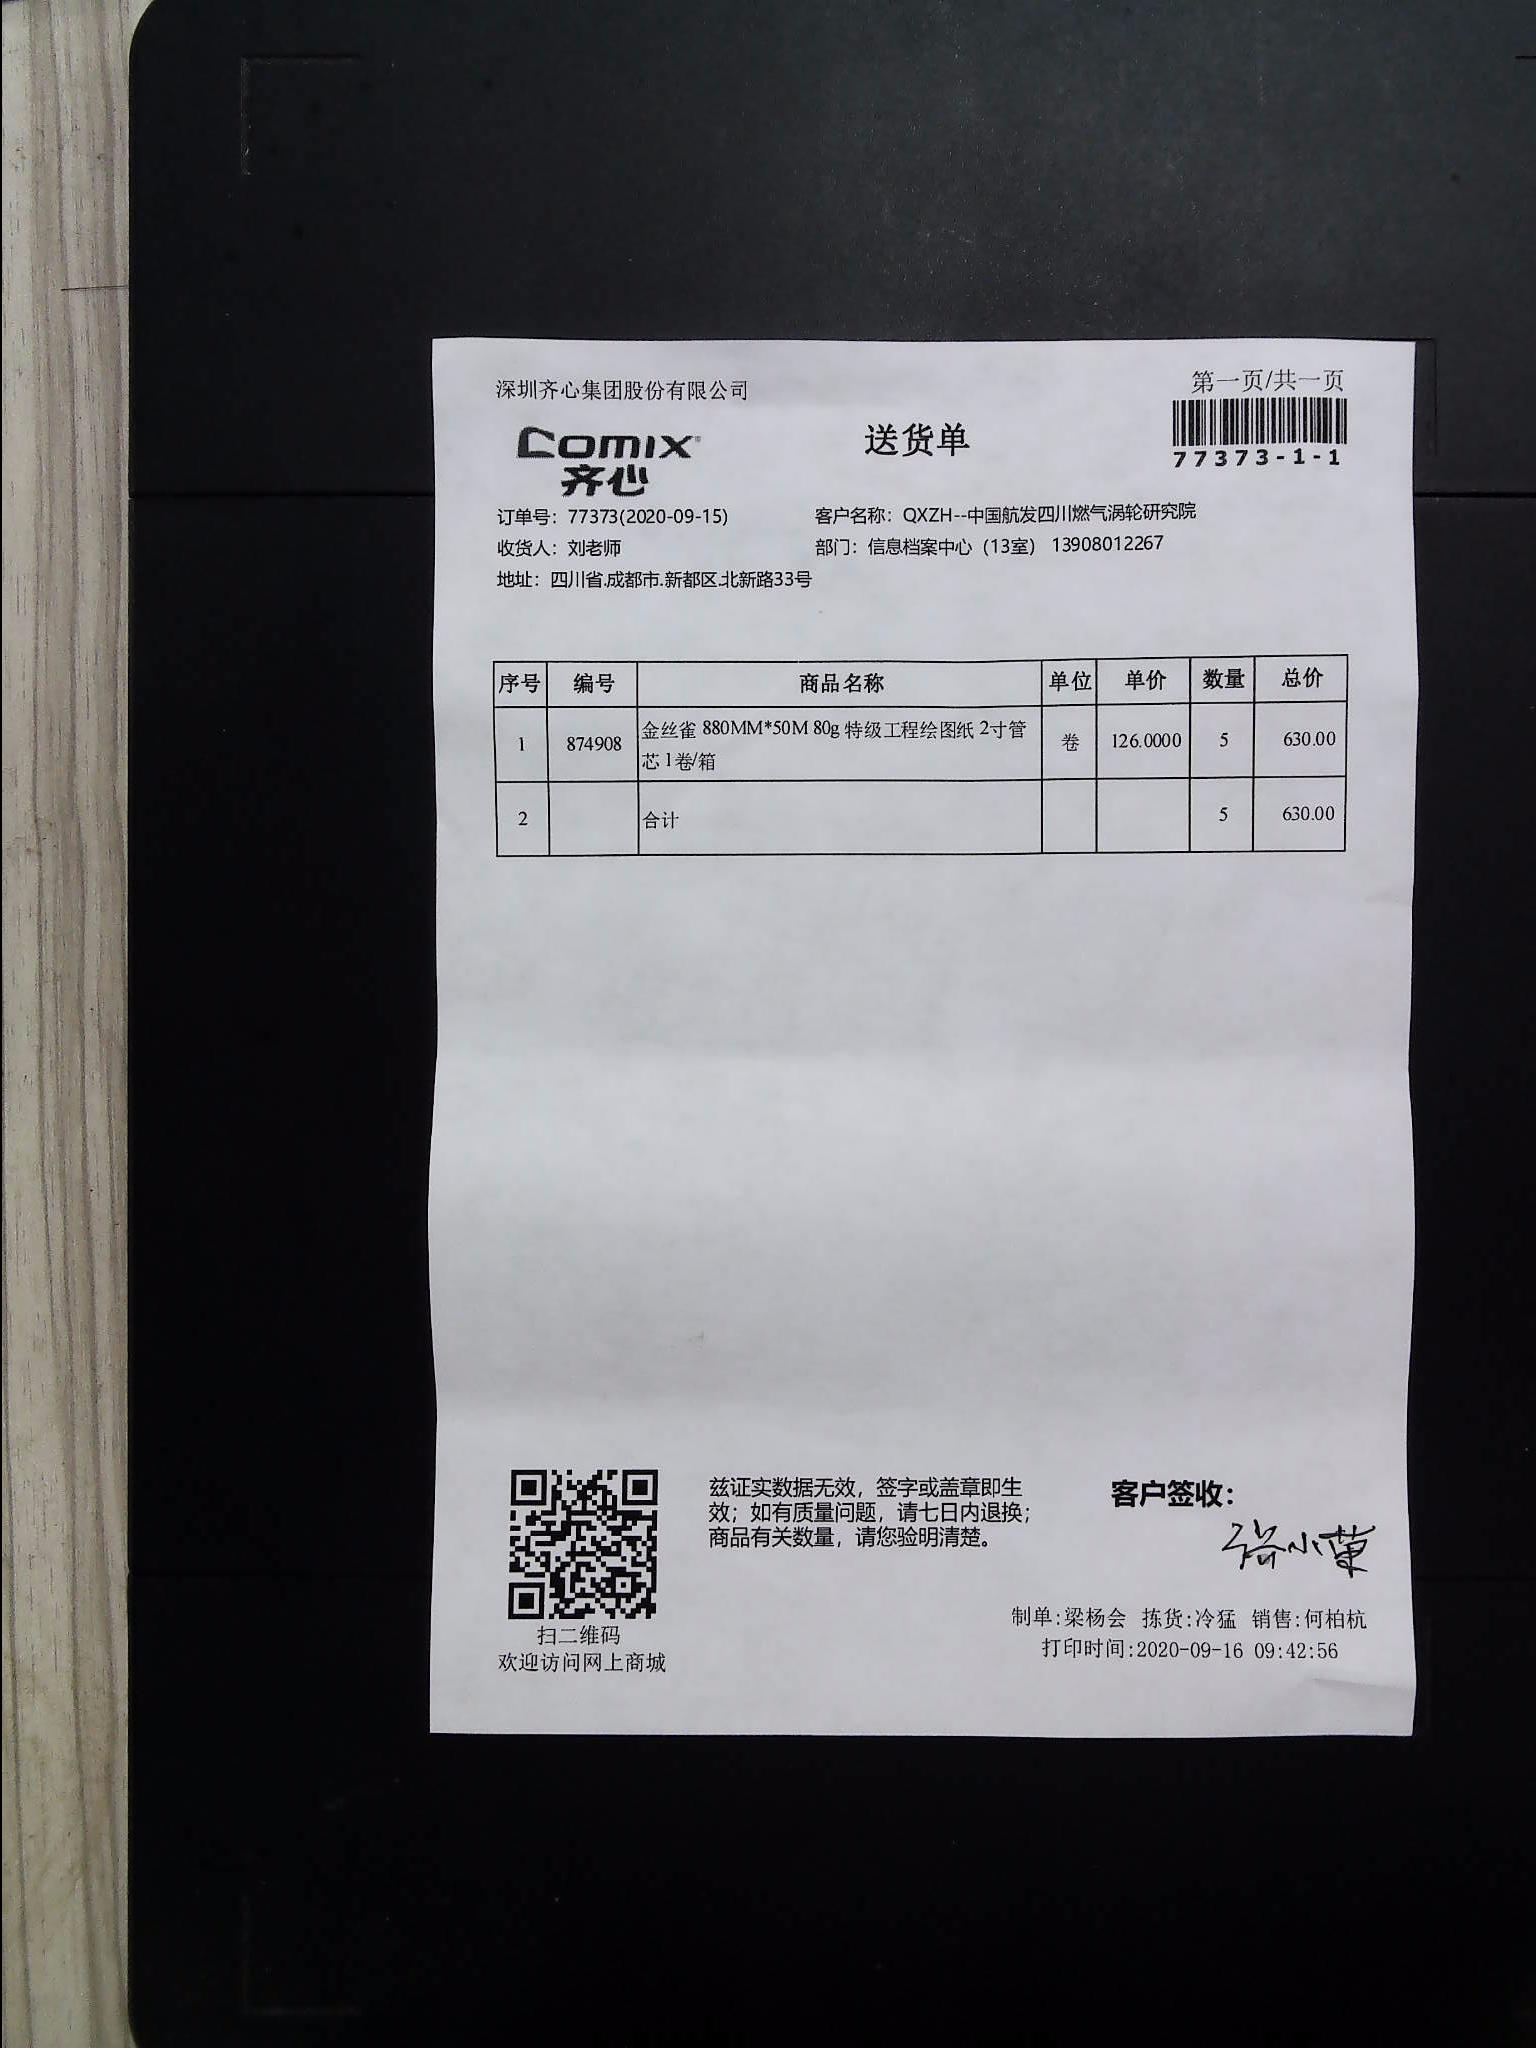 深圳齐心集团股份有限公司
第一页/共一页
comix
齐心
送货单
77373-1-1
订单号：77373(2020-09-15)
客户名称：QXZH--中国航发四川燃气涡轮研究院
收货人：刘老师
部门：信息档案中心（13室） 13908012267
地址：四川省.成都市.新都区.北新路33号
序号 编号 商品名称 单位 单价 数量 总价
1 874908 金丝雀 880MM*50M 80g 特级工程绘图纸 2寸管 卷 126.0000 5 630.00
芯 1卷/箱
2 合计 5 630.00
兹证实数据无效，签字或盖章即生
效；如有质量问题，请七日内退换；
商品有关数量，请您验明清楚。
客户签收：
扫二维码
欢迎访问网上商城
制单:梁杨会 拣货:冷猛 销售:何柏杭
打印时间:2020-09-16 09:42:56